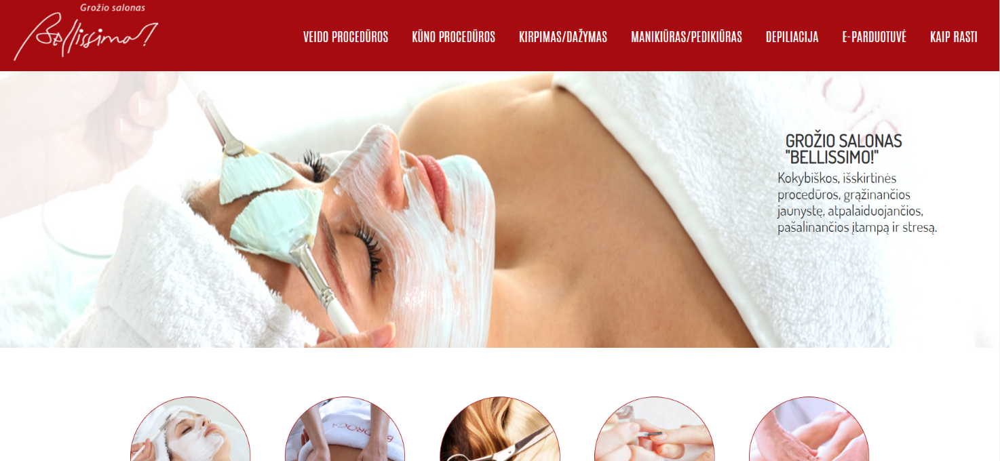 Grožio salonas
Bellissimo!
VEIDO PROCEDŪROS KŪNO PROCEDŪROS KIRPIMAS/DAŽYMAS MANIKIŪRAS/PEDIKIŪRAS DEPILIACIJA E-PARDUOTUVĖ KAIP RASTI
GROŽIO SALONAS
"BELLISSIMO!"
Kokybiškos, išskirtinės
procedūros, grąžinančios
jaunystę, atpalaiduojančios,
pašalinančios įtampą ir stresą.